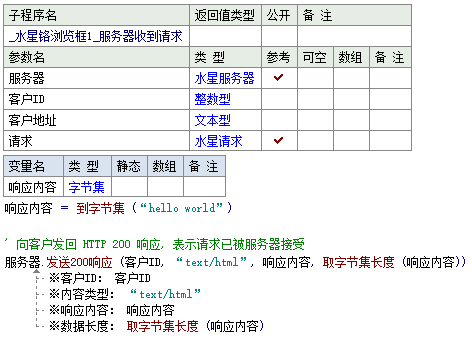 子程序名 返回值类型 公开 备 注
_水星铬浏览框1_服务器收到请求
参数名 类 型 参考 可空 数组 备 注
服务器 水星服务器 ✓
客户ID 整数型
客户地址 文本型
请求 水星请求 ✓
变量名 类 型 静态 数组 备 注
响应内容 字节集
响应内容 = 到字节集 (“hello world”)
' 向客户发回 HTTP 200 响应, 表示请求已被服务器接受
服务器.发送200响应 (客户ID, “text/html”, 响应内容, 取字节集长度 (响应内容))
※客户ID: 客户ID
※内容类型: “text/html”
※响应内容: 响应内容
※数据长度: 取字节集长度 (响应内容)